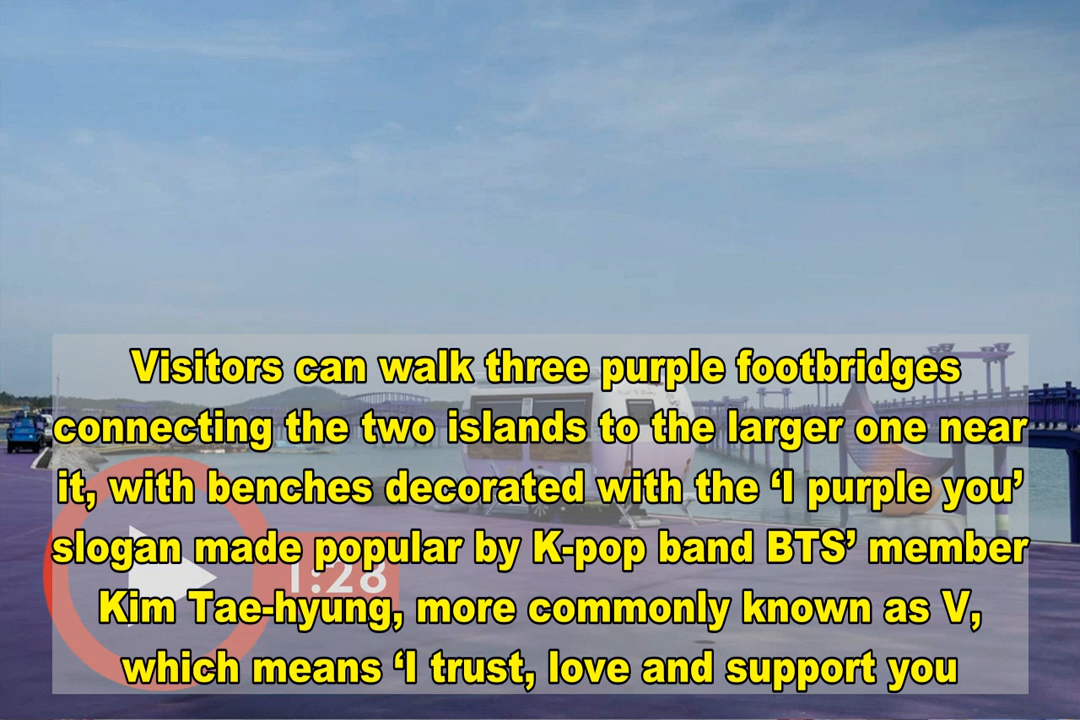 Visitors can walk three purple footbridges
connecting the two islands to the larger one near
it, with benches decorated with the ‘I purple you’
slogan made popular by K-pop band BTS’ member
Kim Tae-hyung, more commonly known as V,
which means ‘I trust, love and support you
1:28